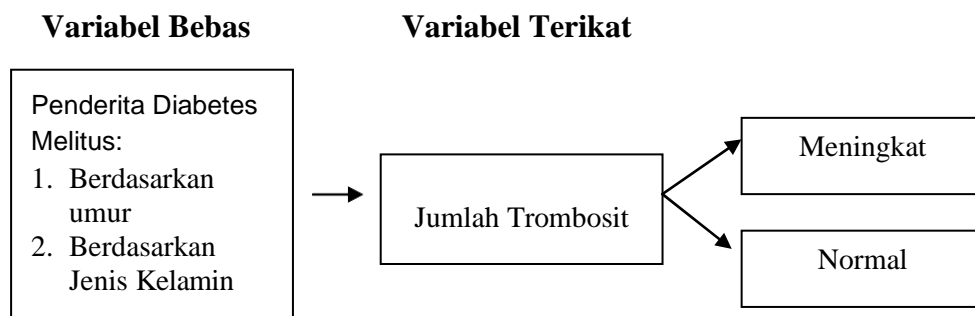 Variabel Bebas
Variabel Terikat
Penderita Diabetes
Melitus:
1. Berdasarkan
umur
2. Berdasarkan
Jenis Kelamin
Jumlah Trombosit
Meningkat
Normal